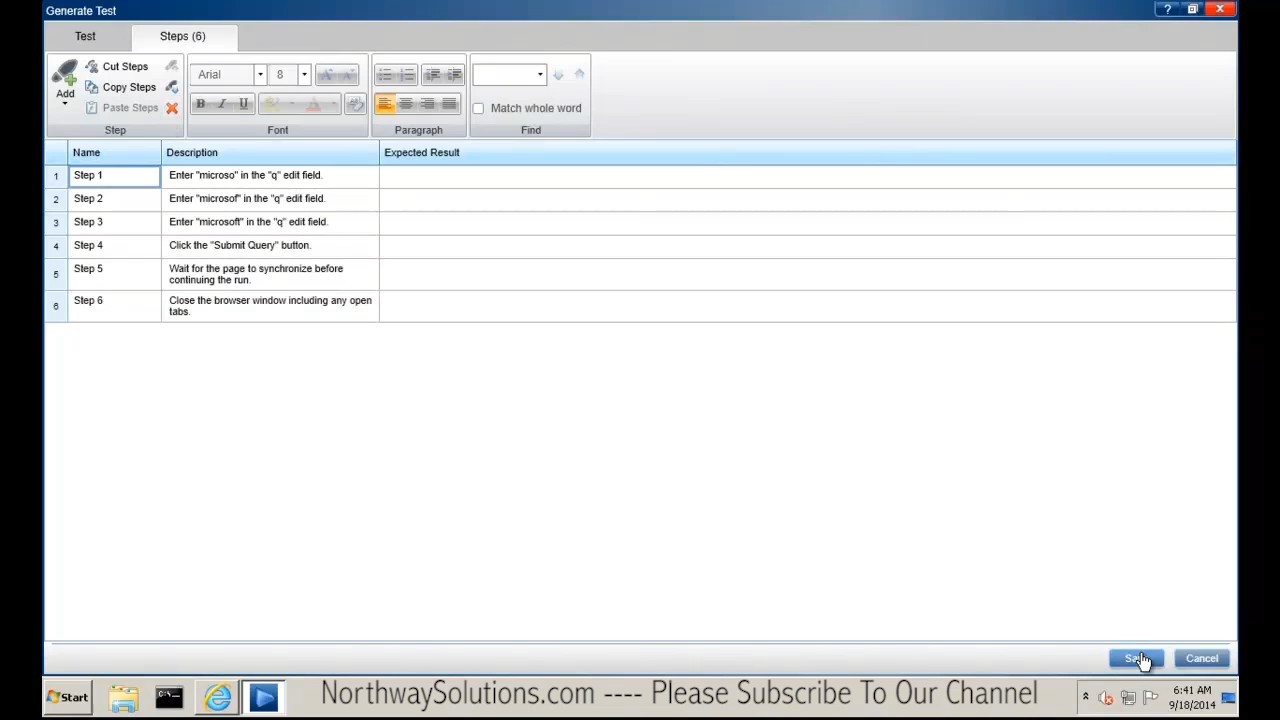 Generate Test
?
Test
Steps (6)
Add
Cut Steps
Copy Steps
Paste Steps
Step
Arial
8
A A
B I U
A
Font
Paragraph
Match whole word
Find
Name Description Expected Result
1 Step 1 Enter "microso" in the "q" edit field.
2 Step 2 Enter "microsof" in the "q" edit field.
3 Step 3 Enter "microsoft" in the "q" edit field.
4 Step 4 Click the "Submit Query" button.
5 Step 5 Wait for the page to synchronize before
continuing the run.
6 Step 6 Close the browser window including any open
tabs.
Cancel
Start
C:\
NorthwaySolutions.com ---- Please Subscribe To Our Channel
6:41 AM
9/18/2014